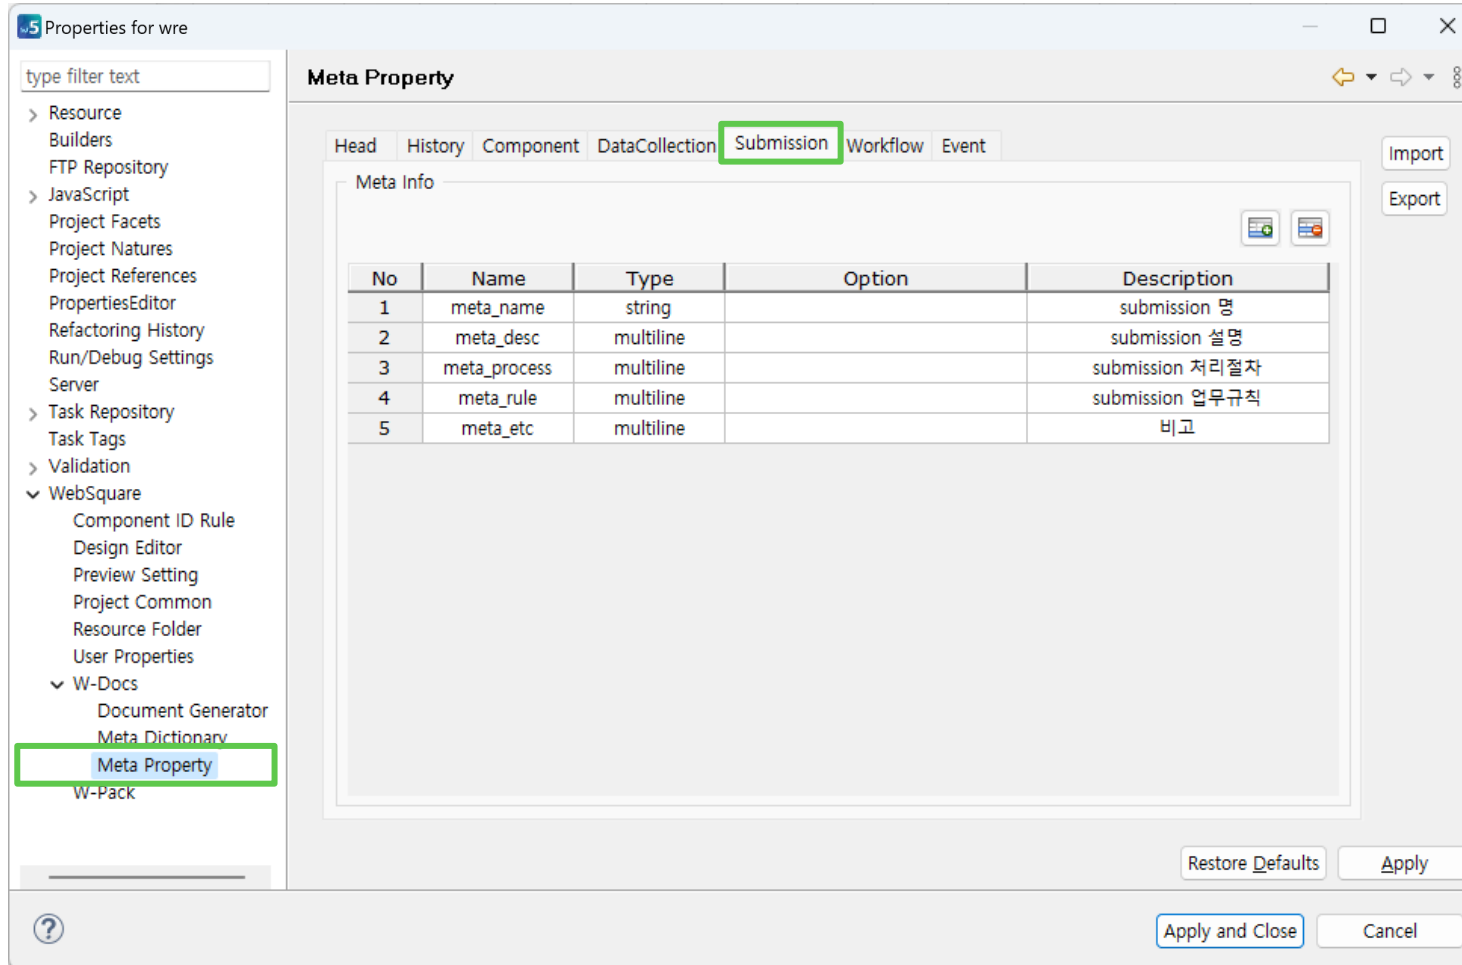 5 Properties for wre
type filter text
Resource
Builders
FTP Repository
JavaScript
Project Facets
Project Natures
Project References
PropertiesEditor
Refactoring History
Run/Debug Settings
Server
Task Repository
Task Tags
Validation
WebSquare
Component ID Rule
Design Editor
Preview Setting
Project Common
Resource Folder
User Properties
W-Docs
Document Generator
Meta Dictionary
Meta Property
W-Pack
Meta Property
Head History Component DataCollection Submission Workflow Event
Import
Export
Meta Info
No Name Type Option Description
1 meta_name string submission 명
2 meta_desc multiline submission 설명
3 meta_process multiline submission 처리절차
4 meta_rule multiline submission 업무규칙
5 meta_etc multiline 비고
Restore Defaults Apply
? Apply and Close Cancel